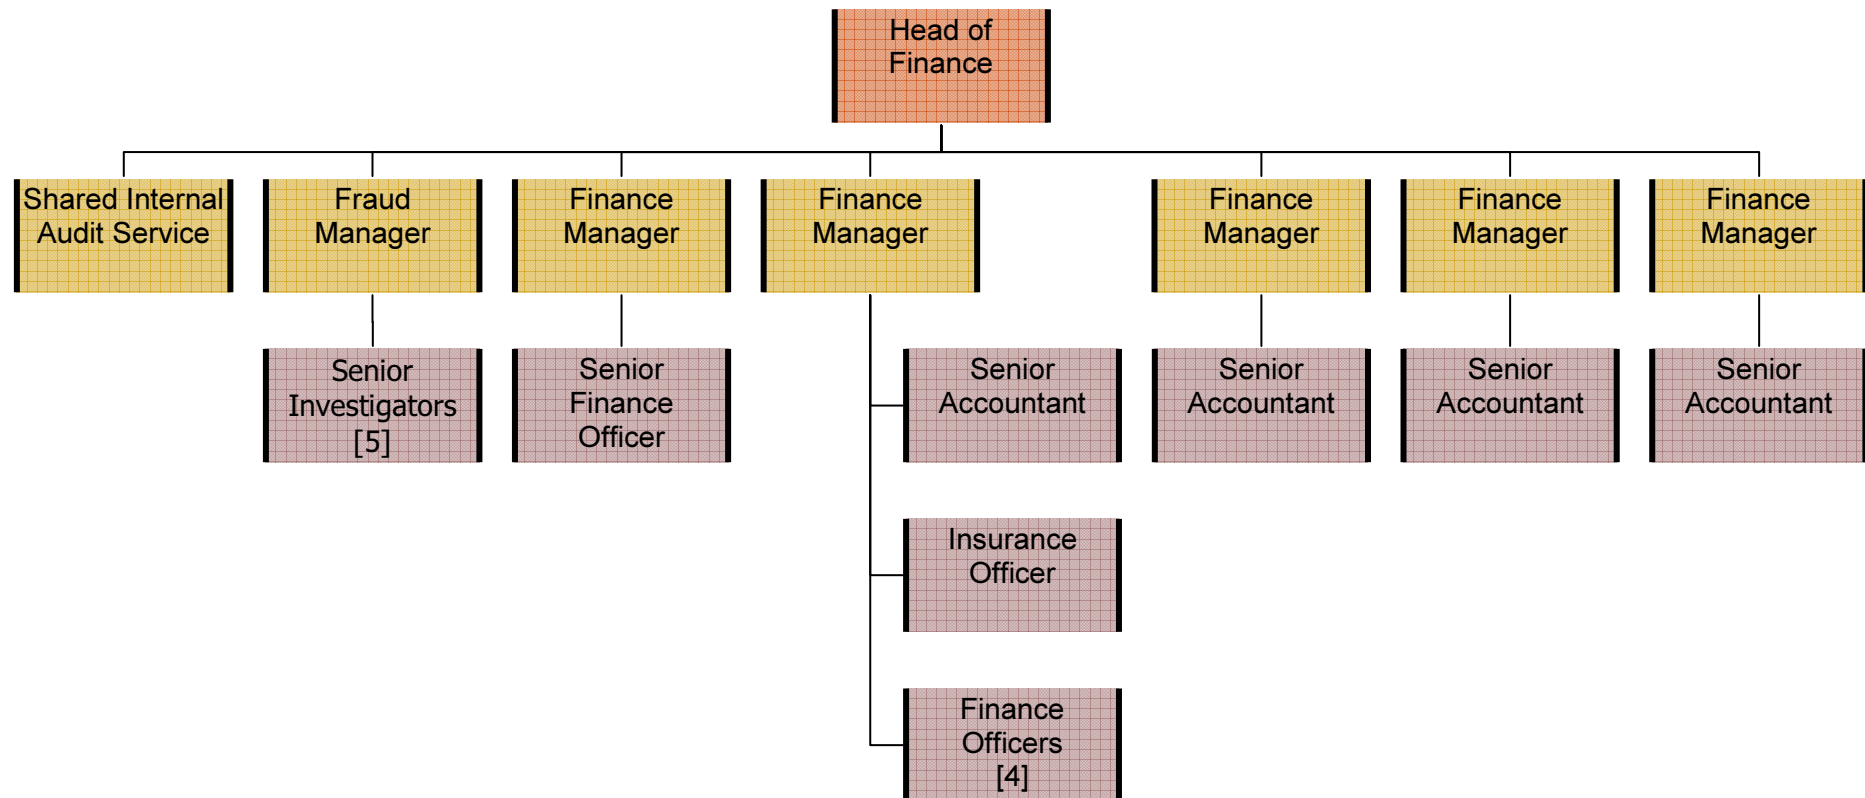 Head of
Finance
Shared Internal
Audit Service
Fraud
Manager
Finance
Manager
Finance
Manager
Finance
Manager
Finance
Manager
Finance
Manager
Senior
Investigators
[5]
Senior
Finance
Officer
Senior
Accountant
Senior
Accountant
Senior
Accountant
Senior
Accountant
Insurance
Officer
Finance
Officers
[4]